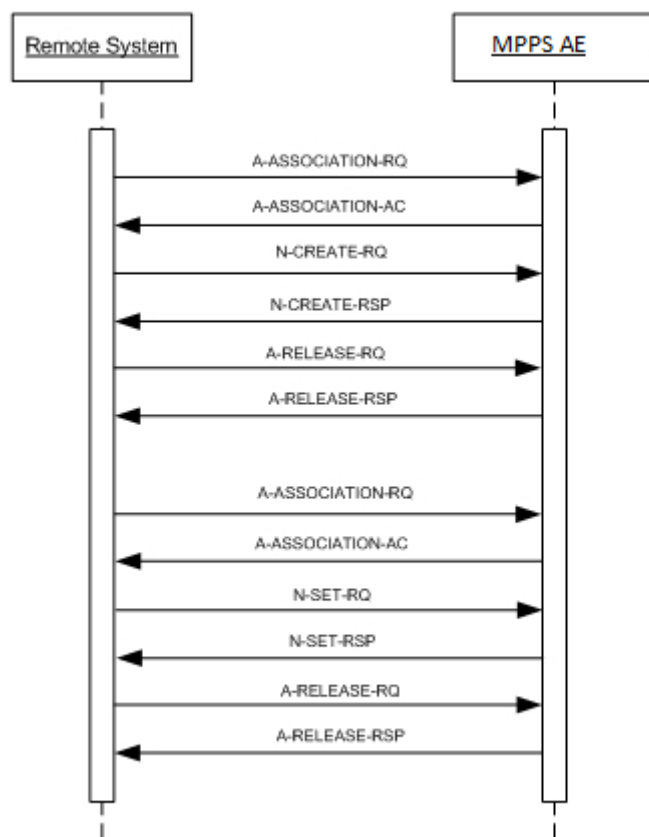 Remote System
MPPS AE
A-ASSOCIATION-RQ
A-ASSOCIATION-AC
N-CREATE-RQ
N-CREATE-RSP
A-RELEASE-RQ
A-RELEASE-RSP
A-ASSOCIATION-RQ
A-ASSOCIATION-AC
N-SET-RQ
N-SET-RSP
A-RELEASE-RQ
A-RELEASE-RSP